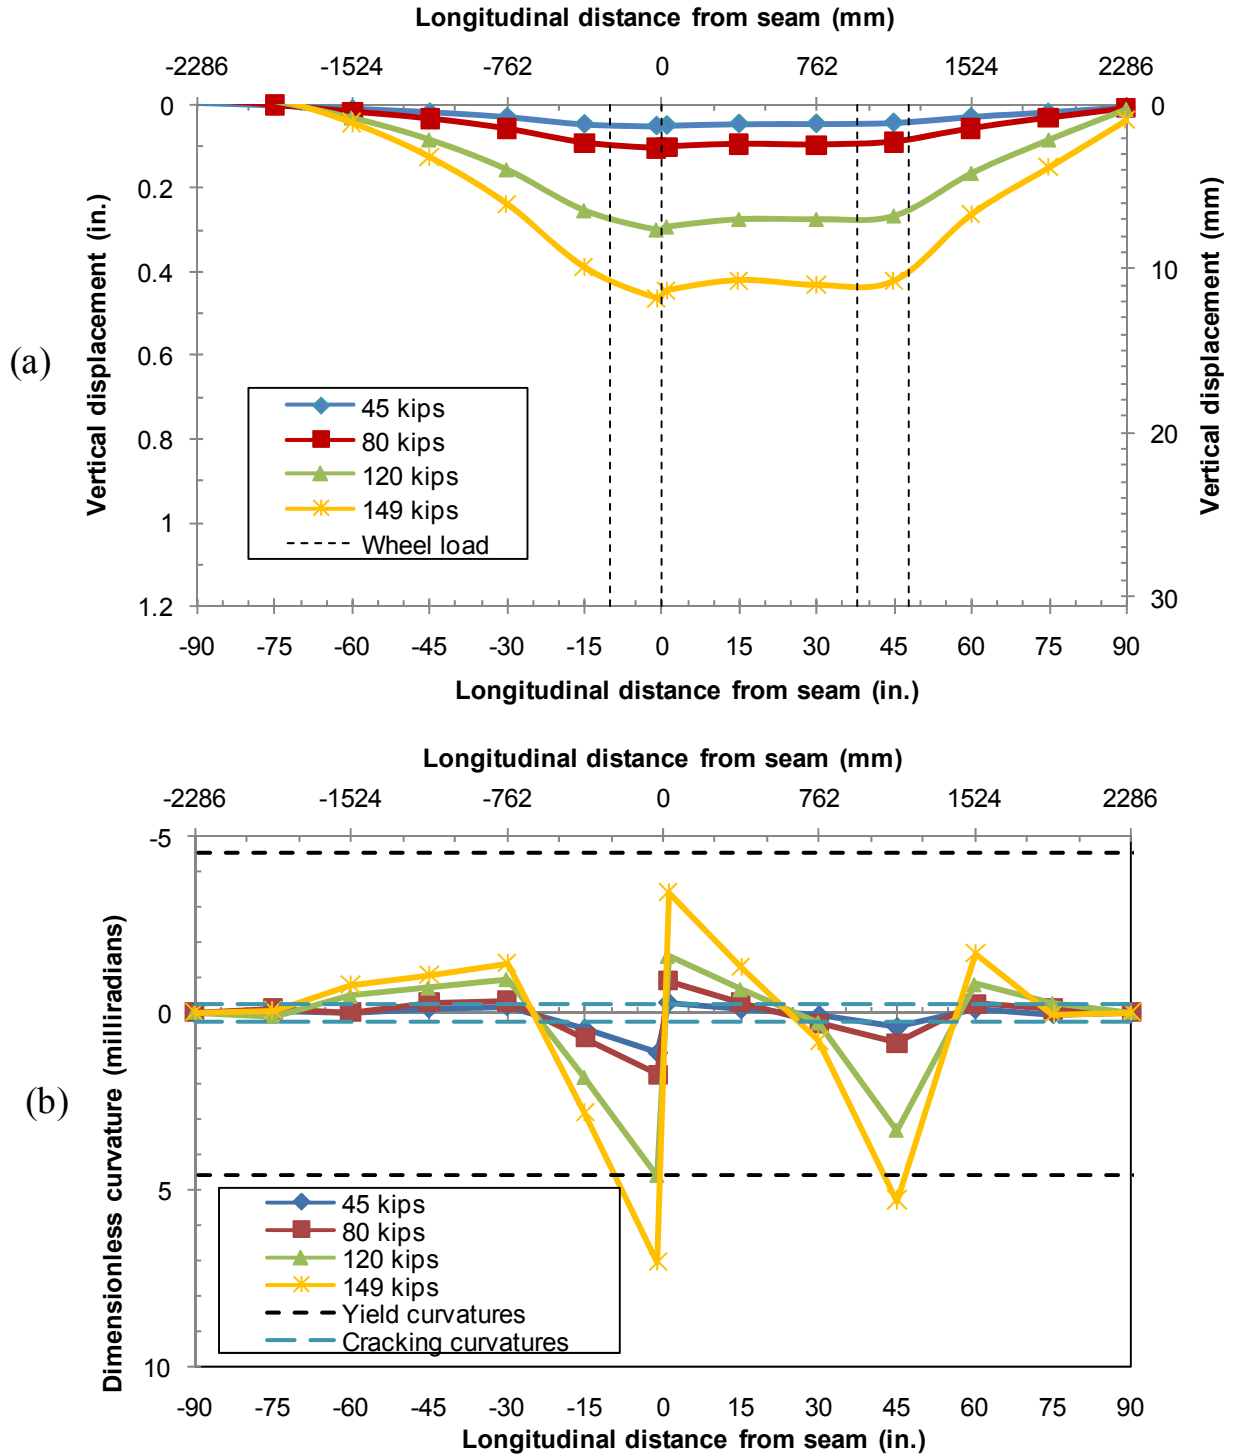 Longitudinal distance from seam (mm)
-2286 -1524 -762 0 762 1524 2286
0 0
0.2
0.4 10
0.6
0.8 20
1
1.2 30
Vertical displacement (in.)
Vertical displacement (mm)
(a)
45 kips
80 kips
120 kips
149 kips
Wheel load
-90 -75 -60 -45 -30 -15 0 15 30 45 60 75 90
Longitudinal distance from seam (in.)
Longitudinal distance from seam (mm)
-2286 -1524 -762 0 762 1524 2286
-5
0
5
10
Dimensionless curvature (milliradians)
(b)
45 kips
80 kips
120 kips
149 kips
Yield curvatures
Cracking curvatures
-90 -75 -60 -45 -30 -15 0 15 30 45 60 75 90
Longitudinal distance from seam (in.)